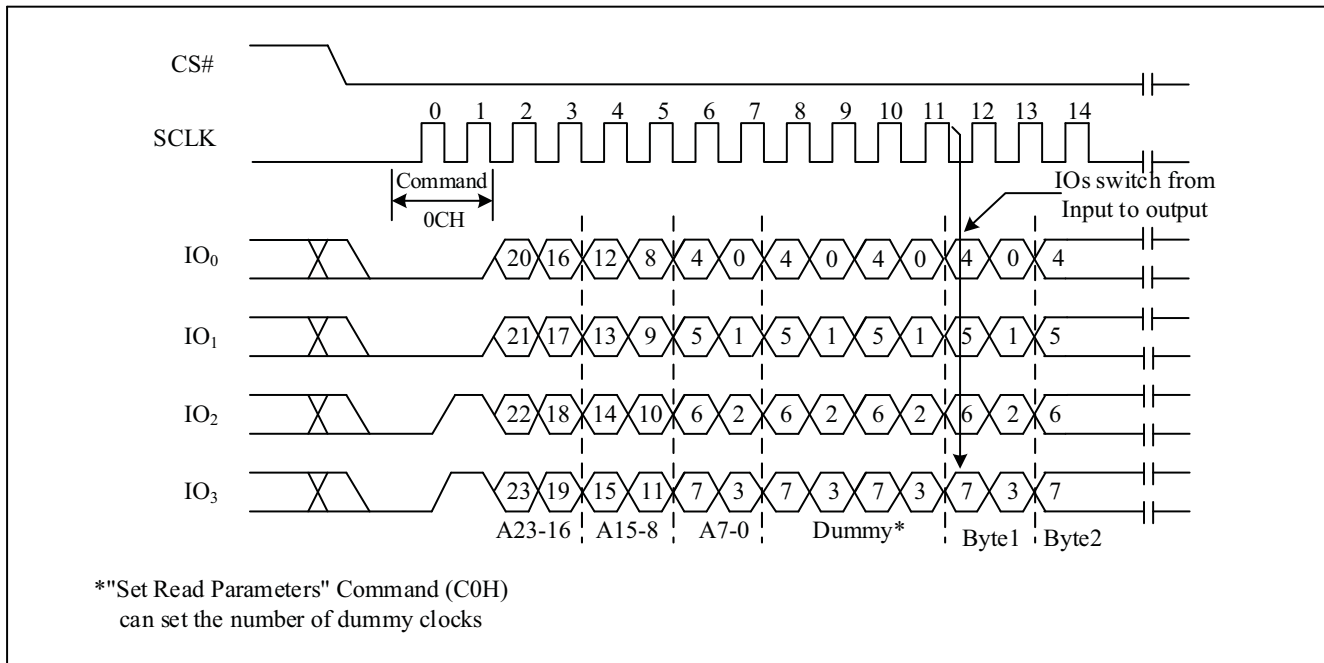 CS#
0 1 2 3 4 5 6 7 8 9 10 11 12 13 14
SCLK
Command
0CH
IOs switch from
Input to output
IO₀ 20 16 12 8 4 0 4 0 4 0 4 0 4
IO₁ 21 17 13 9 5 1 5 1 5 1 5 1 5
IO₂ 22 18 14 10 6 2 6 2 6 2 6 2 6
IO₃ 23 19 15 11 7 3 7 3 7 3 7 3 7
A23-16 A15-8 A7-0 Dummy* Byte1 Byte2
*"Set Read Parameters" Command (C0H)
can set the number of dummy clocks